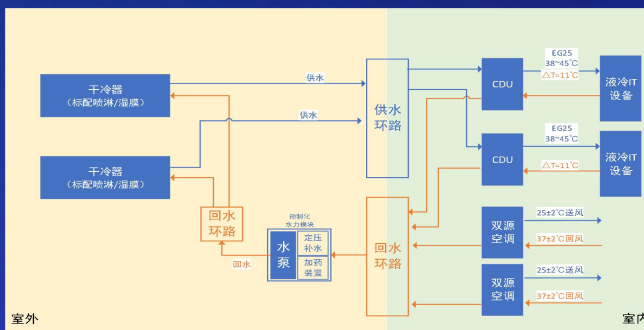 干冷器
（标配喷淋/湿膜）
供水
供水
环路
CDU
EG25
38~45℃
△T=11℃
液冷IT
设备
供水
干冷器
（标配喷淋/湿膜）
CDU
EG25
38~45℃
△T=11℃
液冷IT
设备
回水
环路
回水
预制化
水力模块
水
泵
定压
补水
加药
装置
回水
环路
双源
空调
25±2℃送风
37±2℃回风
双源
空调
25±2℃送风
37±2℃回风
室外
室内